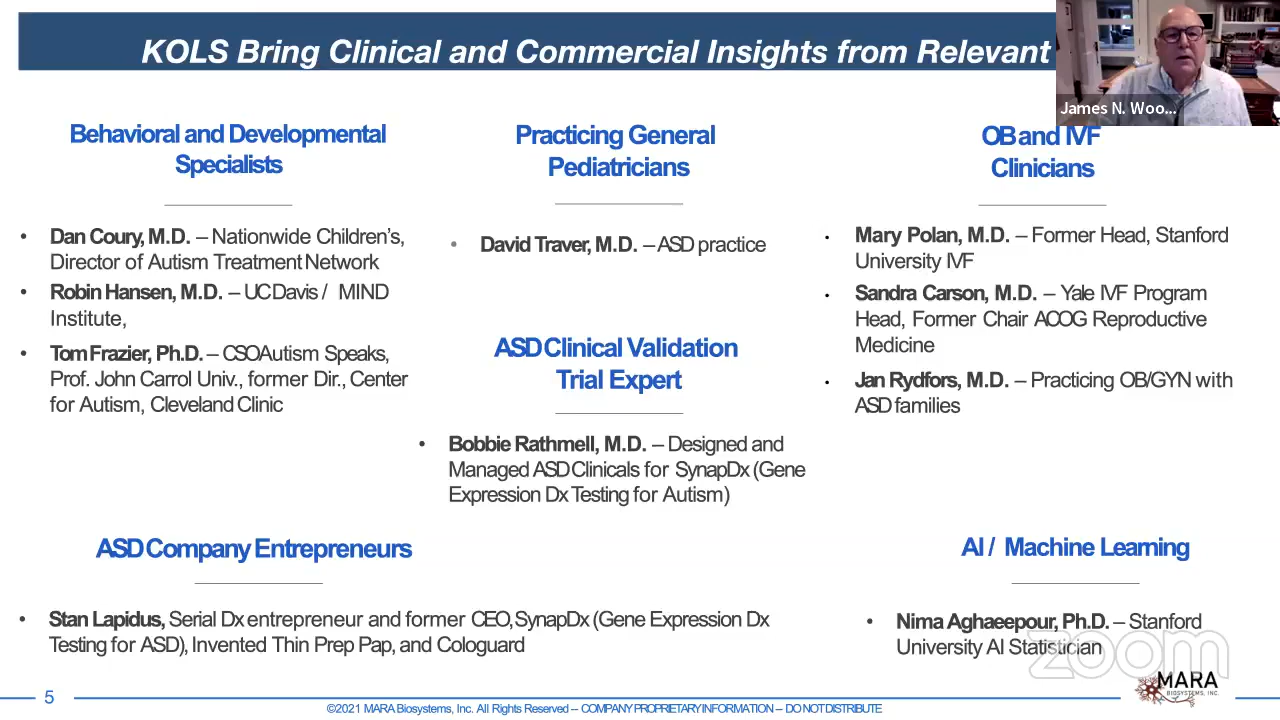 KOLS Bring Clinical and Commercial Insights from Relevant
James N. Woo...
Behavioral and Developmental
Specialists
• Dan Coury, M.D. – Nationwide Children's,
Director of Autism Treatment Network
• Robin Hansen, M.D. – UC Davis / MIND
Institute,
• Tom Frazier, Ph.D. – CSO Autism Speaks,
Prof. John Carrol Univ., former Dir., Center
for Autism, Cleveland Clinic
Practicing General
Pediatricians
• David Traver, M.D. – ASD practice
ASD Clinical Validation
Trial Expert
• Bobbie Rathmell, M.D. – Designed and
Managed ASD Clinicals for SynapDx (Gene
Expression Dx Testing for Autism)
OB and IVF
Clinicians
• Mary Polan, M.D. – Former Head, Stanford
University IVF
• Sandra Carson, M.D. – Yale IVF Program
Head, Former Chair ACOG Reproductive
Medicine
• Jan Rydfors, M.D. – Practicing OB/GYN with
ASD families
ASD Company Entrepreneurs
• Stan Lapidus, Serial Dx entrepreneur and former CEO, SynapDx (Gene Expression Dx
Testing for ASD), Invented Thin Prep Pap, and Cologuard
AI / Machine Learning
• Nima Aghaeepour, Ph.D. – Stanford
University AI Statistician
zoom
MARA
BIOSYSTEMS, INC.
5
©2021 MARA Biosystems, Inc. All Rights Reserved -- COMPANY PROPRIETARY INFORMATION -- DO NOT DISTRIBUTE